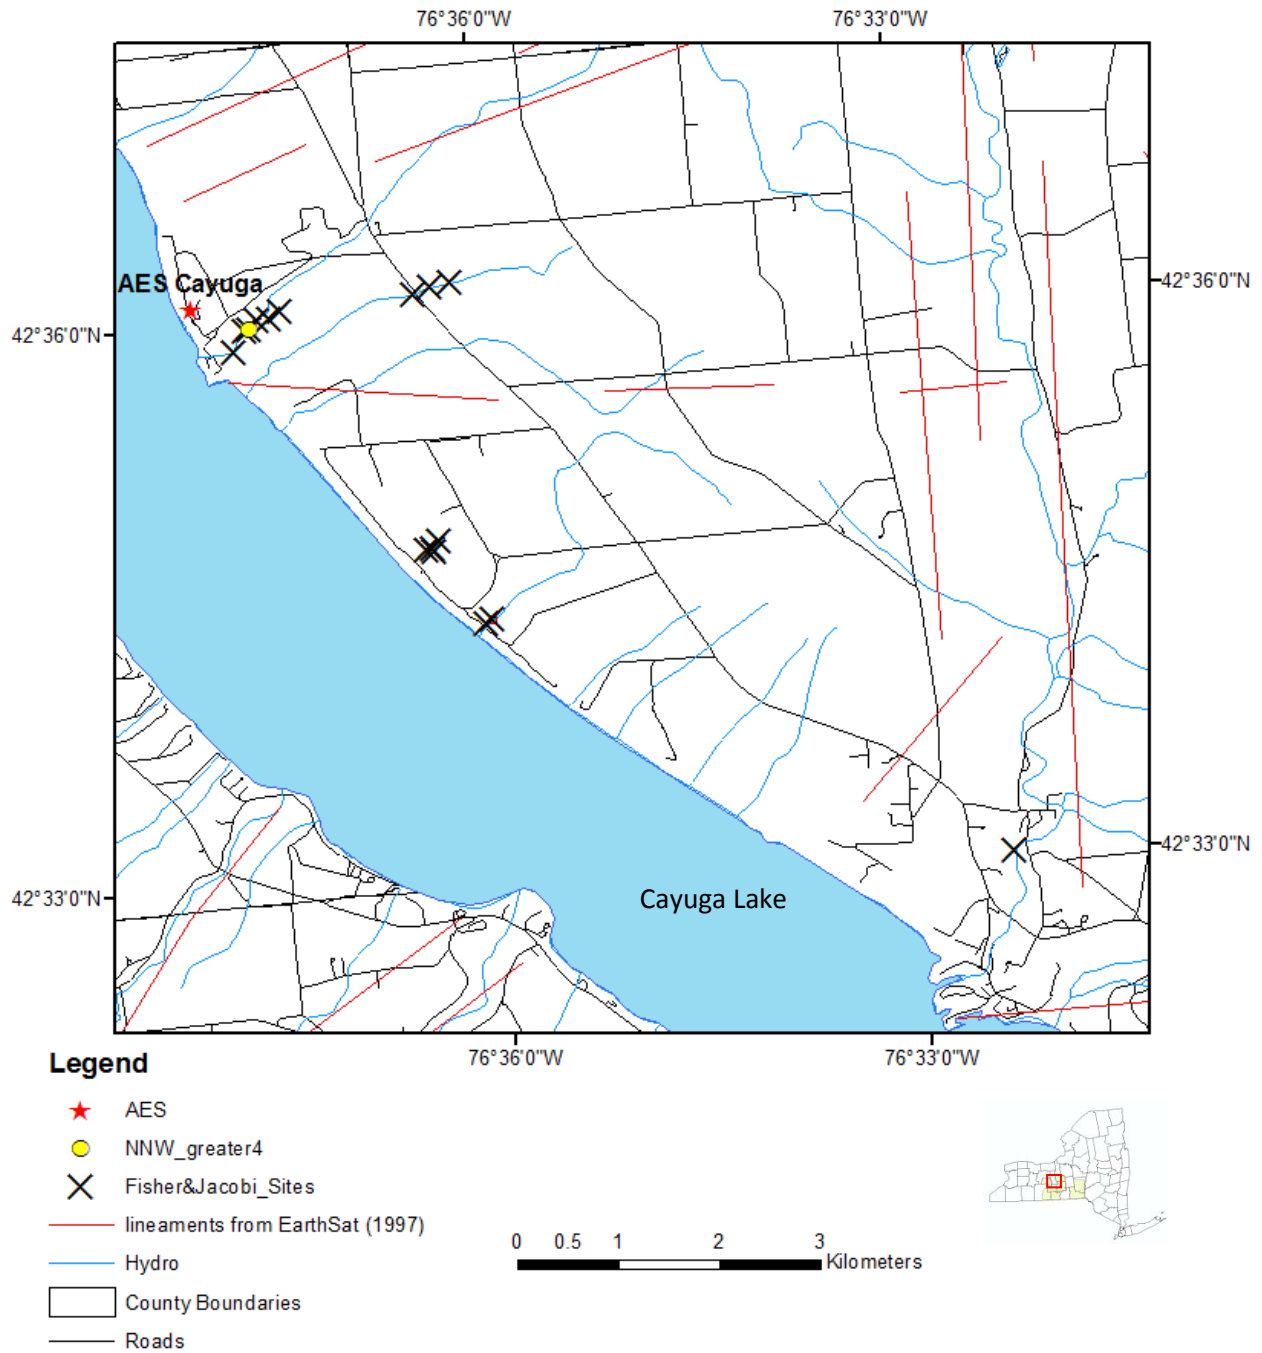 76°36'0"W
76°33'0"W
AES Cayuga
42°36'0"N
42°36'0"N
42°33'0"N
42°33'0"N
Cayuga Lake
76°36'0"W
76°33'0"W
Legend
AES
NNW_greater4
Fisher&Jacobi_Sites
lineaments from EarthSat (1997)
Hydro
County Boundaries
Roads
0 0.5 1 2 3
Kilometers